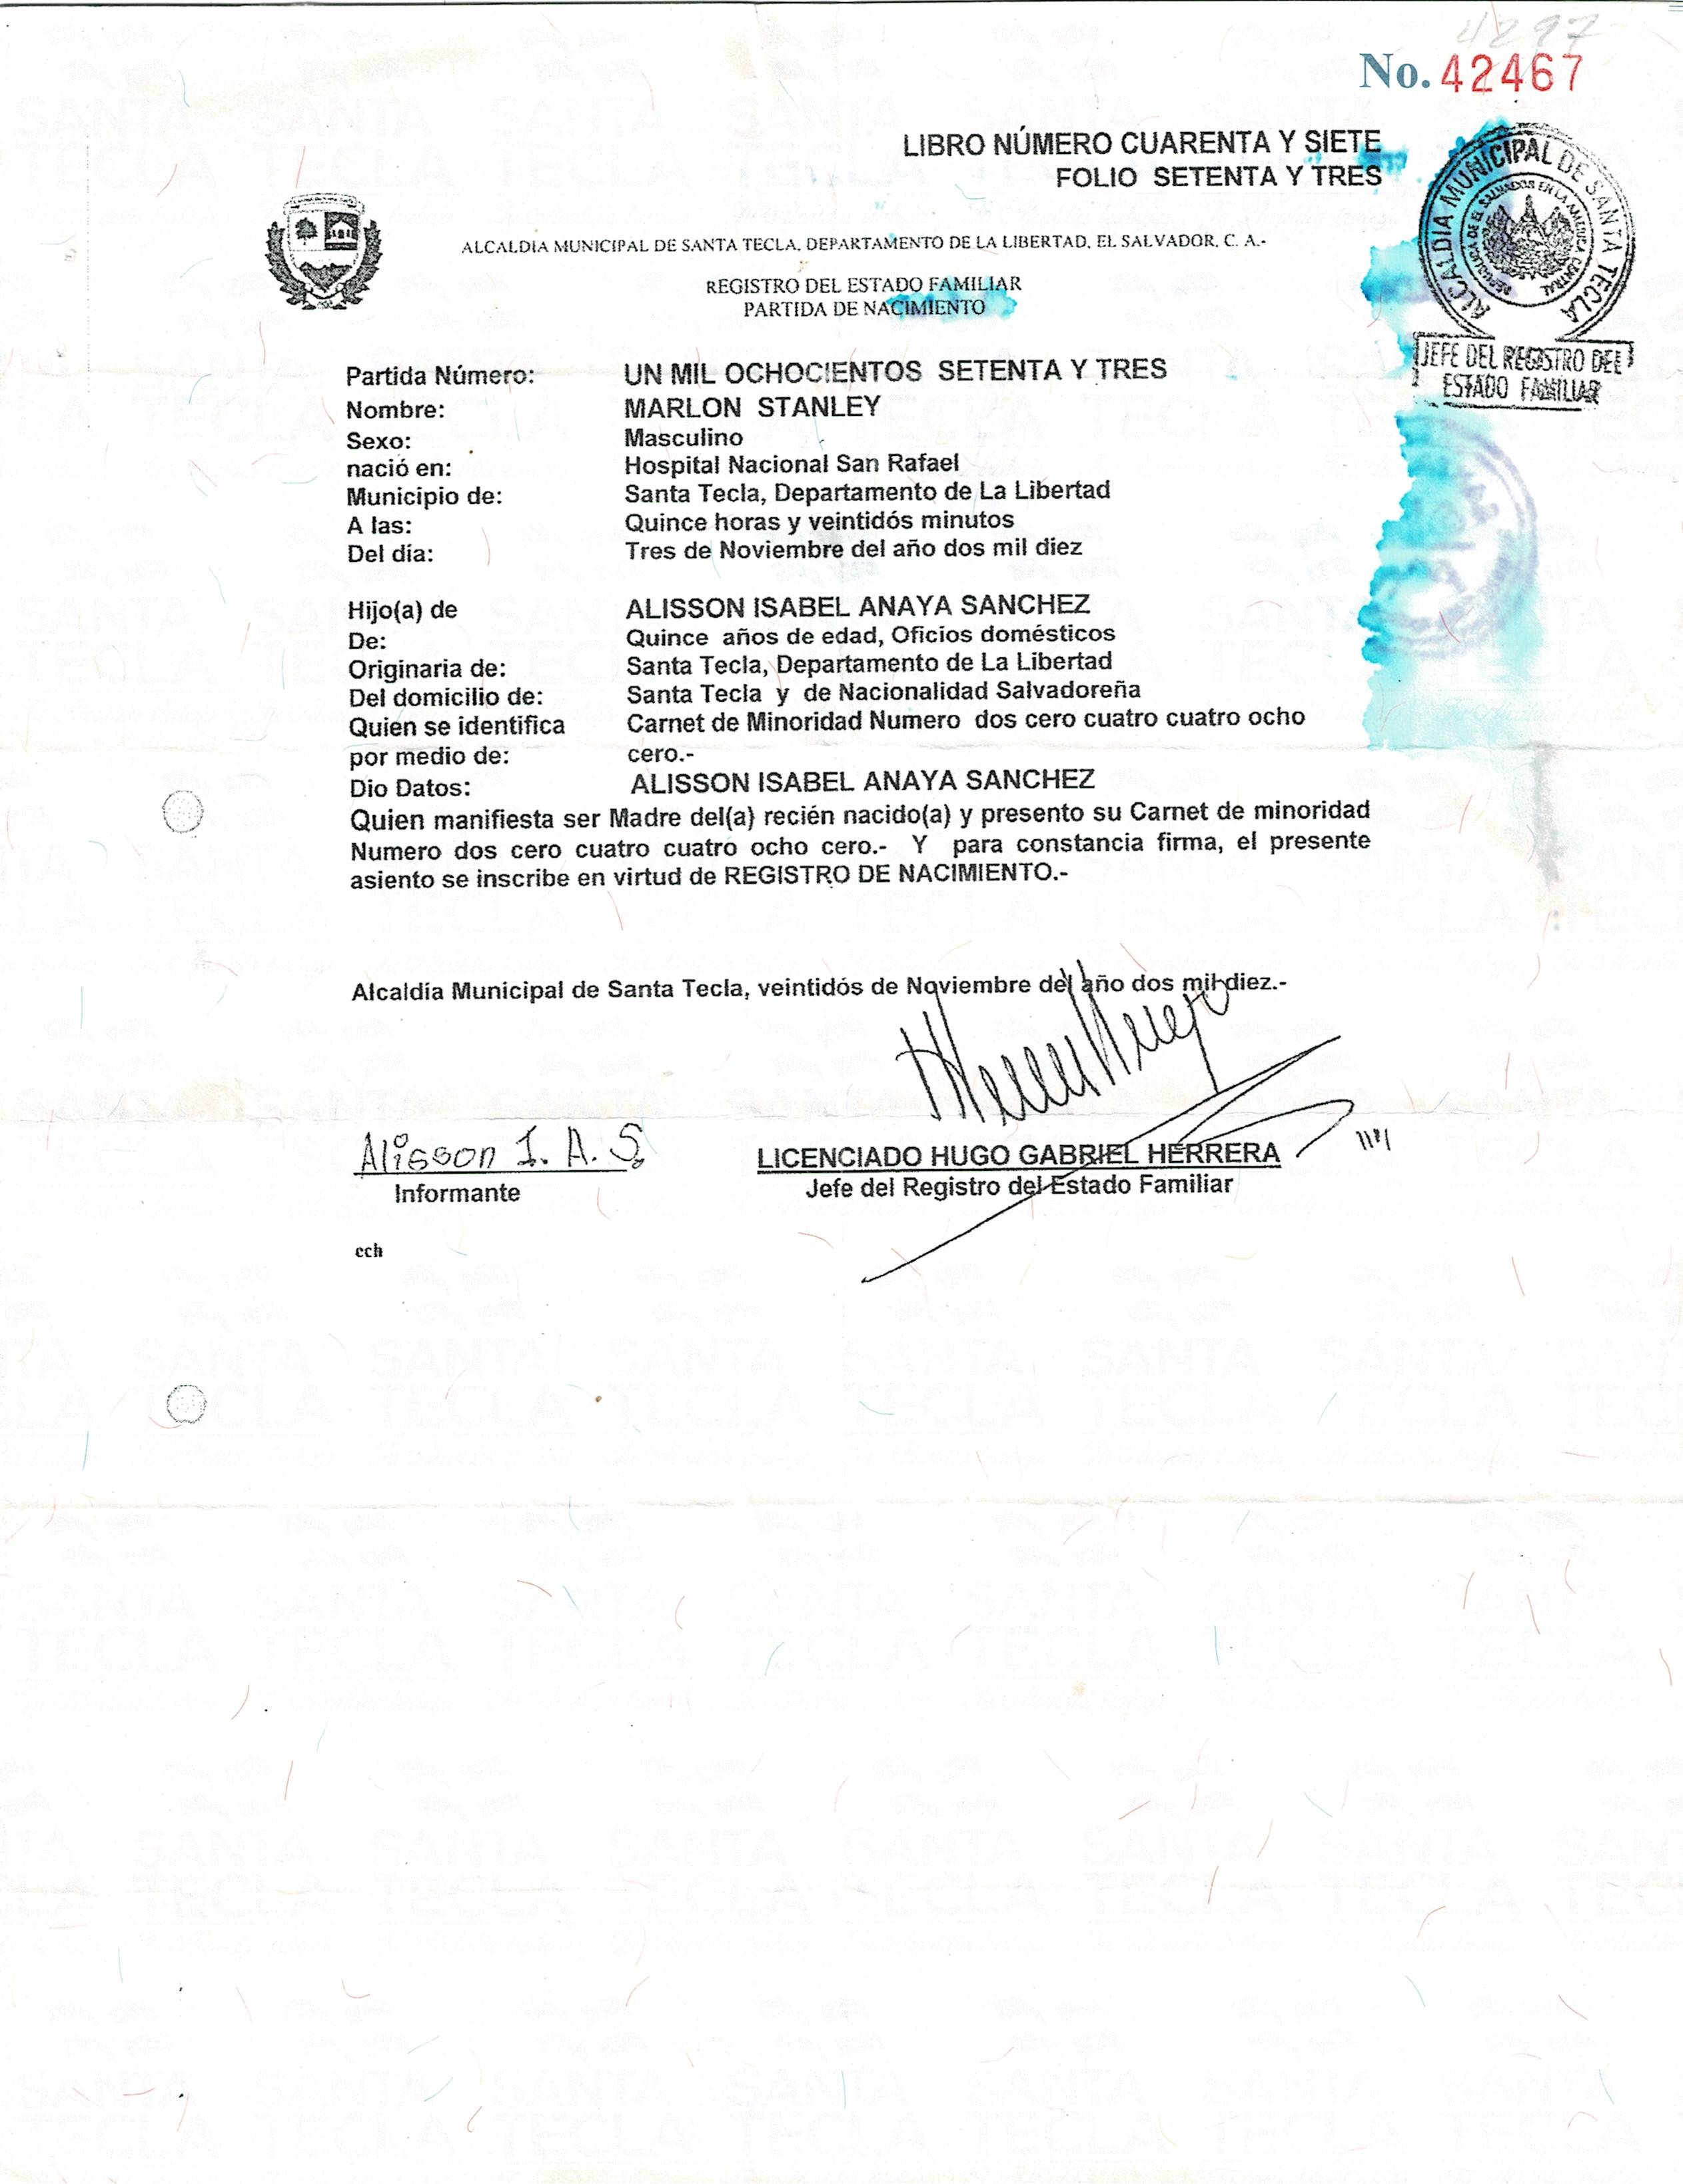 4297
No. 42467
LIBRO NÚMERO CUARENTA Y SIETE
FOLIO SETENTA Y TRES
ALCALDÍA MUNICIPAL DE SANTA TECLA
REPÚBLICA DE EL SALVADOR EN LA AMERICA CENTRAL
JEFE DEL REGISTRO DEL
ESTADO FAMILIAR
ALCALDIA MUNICIPAL DE SANTA TECLA, DEPARTAMENTO DE LA LIBERTAD, EL SALVADOR, C. A.-
REGISTRO DEL ESTADO FAMILIAR
PARTIDA DE NACIMIENTO
Partida Número: UN MIL OCHOCIENTOS SETENTA Y TRES
Nombre: MARLON STANLEY
Sexo: Masculino
nació en: Hospital Nacional San Rafael
Municipio de: Santa Tecla, Departamento de La Libertad
A las: Quince horas y veintidós minutos
Del día: Tres de Noviembre del año dos mil diez
Hijo(a) de ALISSON ISABEL ANAYA SANCHEZ
De: Quince años de edad, Oficios domésticos
Originaria de: Santa Tecla, Departamento de La Libertad
Del domicilio de: Santa Tecla y de Nacionalidad Salvadoreña
Quien se identifica Carnet de Minoridad Numero dos cero cuatro cuatro ocho
por medio de: cero.-
Dio Datos: ALISSON ISABEL ANAYA SANCHEZ
Quien manifiesta ser Madre del(a) recién nacido(a) y presento su Carnet de minoridad
Numero dos cero cuatro cuatro ocho cero.- Y para constancia firma, el presente
asiento se inscribe en virtud de REGISTRO DE NACIMIENTO.-
Alcaldía Municipal de Santa Tecla, veintidós de Noviembre del año dos mil diez.-
Alisson I. A. S.
LICENCIADO HUGO GABRIEL HERRERA
Informante
Jefe del Registro del Estado Familiar
ech
SANTA TECLA